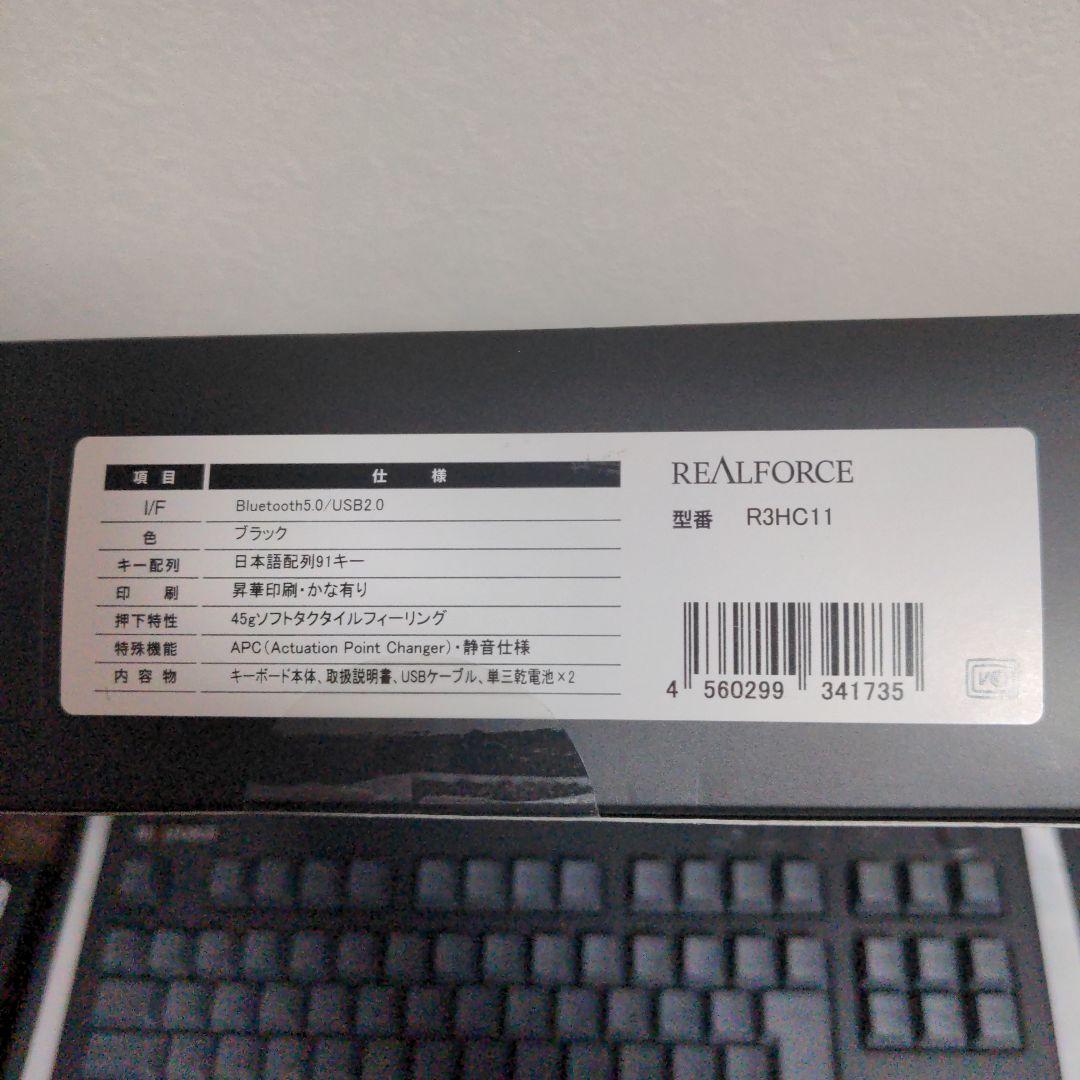 項目 仕様
I/F Bluetooth5.0/USB2.0
色 ブラック
キー配列 日本語配列91キー
印刷 昇華印刷・かな有り
押下特性 45gソフトタクタイルフィーリング
特殊機能 APC(Actuation Point Changer)・静音仕様
内容物 キーボード本体、取扱説明書、USBケーブル、単三乾電池×2
REALFORCE
型番 R3HC11
4 560299 341735